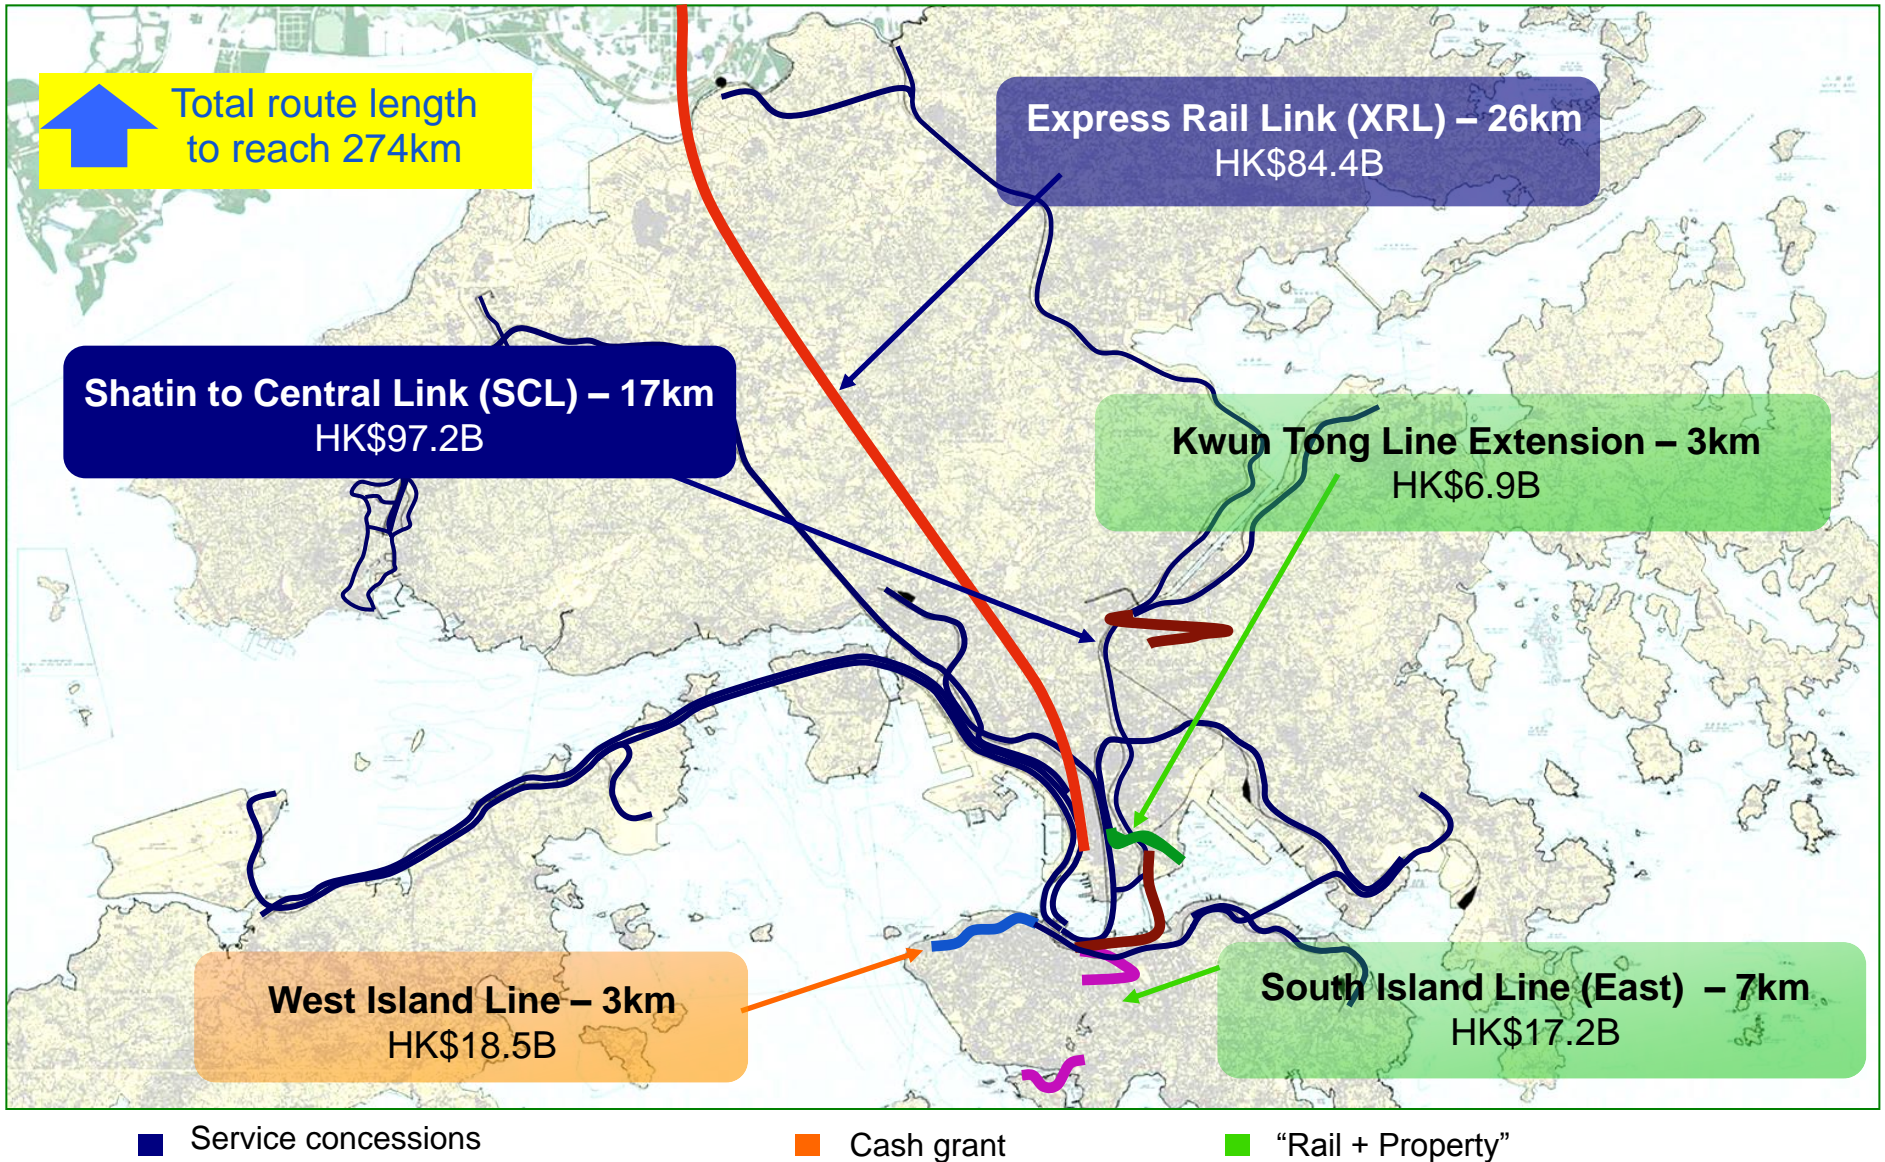 Total route length
to reach 274km
Express Rail Link (XRL) – 26km
HK$84.4B
Shatin to Central Link (SCL) – 17km
HK$97.2B
Kwun Tong Line Extension – 3km
HK$6.9B
West Island Line – 3km
HK$18.5B
South Island Line (East) – 7km
HK$17.2B
Service concessions
Cash grant
“Rail + Property”